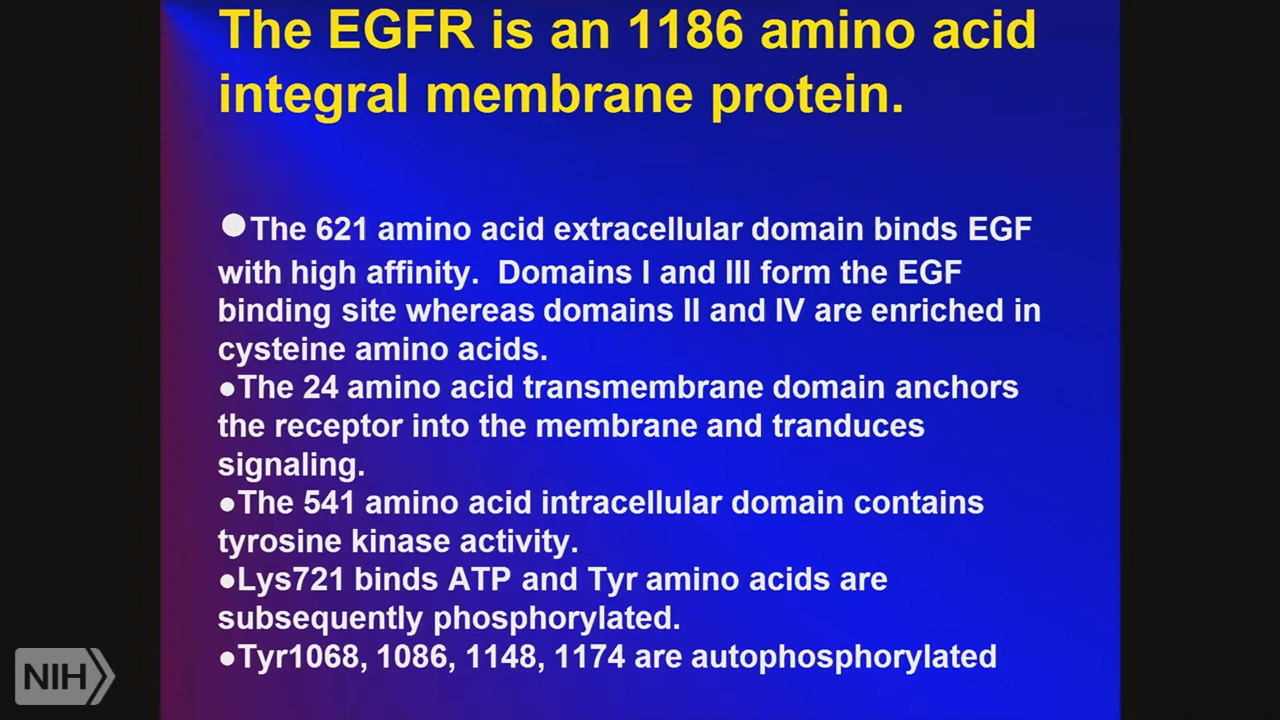 The EGFR is an 1186 amino acid
integral membrane protein.
●The 621 amino acid extracellular domain binds EGF
with high affinity.  Domains I and III form the EGF
binding site whereas domains II and IV are enriched in
cysteine amino acids.
●The 24 amino acid transmembrane domain anchors
the receptor into the membrane and tranduces
signaling.
●The 541 amino acid intracellular domain contains
tyrosine kinase activity.
●Lys721 binds ATP and Tyr amino acids are
subsequently phosphorylated.
●Tyr1068, 1086, 1148, 1174 are autophosphorylated
NIH